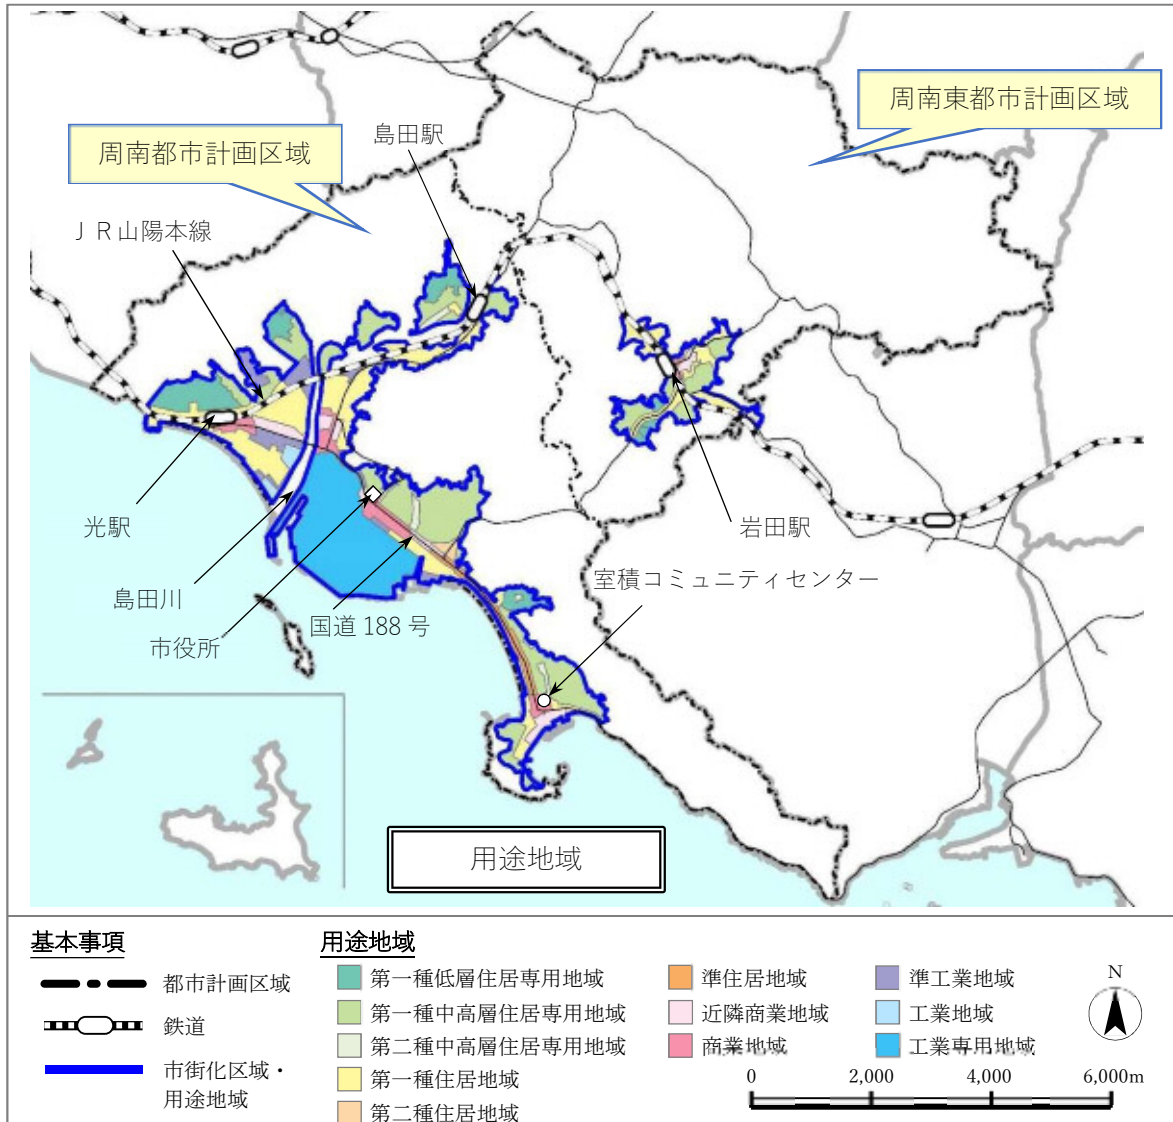 周南東都市計画区域
周南都市計画区域
島田駅
ＪＲ山陽本線
光駅
島田川
市役所
国道 188 号
岩田駅
室積コミュニティセンター
用途地域
基本事項
都市計画区域
鉄道
市街化区域・
用途地域
用途地域
第一種低層住居専用地域
第一種中高層住居専用地域
第二種中高層住居専用地域
第一種住居地域
第二種住居地域
準住居地域
近隣商業地域
商業地域
準工業地域
工業地域
工業専用地域
N
0 2,000 4,000 6,000m